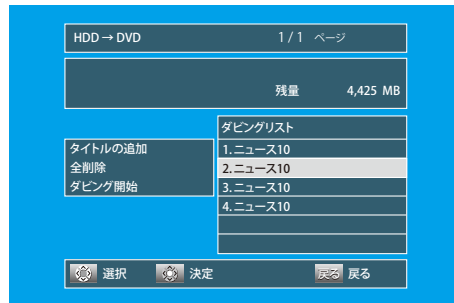 HDD→DVD 1/1 ページ
残量 4,425 MB
ダビングリスト
タイトルの追加
全削除
ダビング開始
1.ニュース10
2.ニュース10
3.ニュース10
4.ニュース10
選択 決定 戻る 戻る